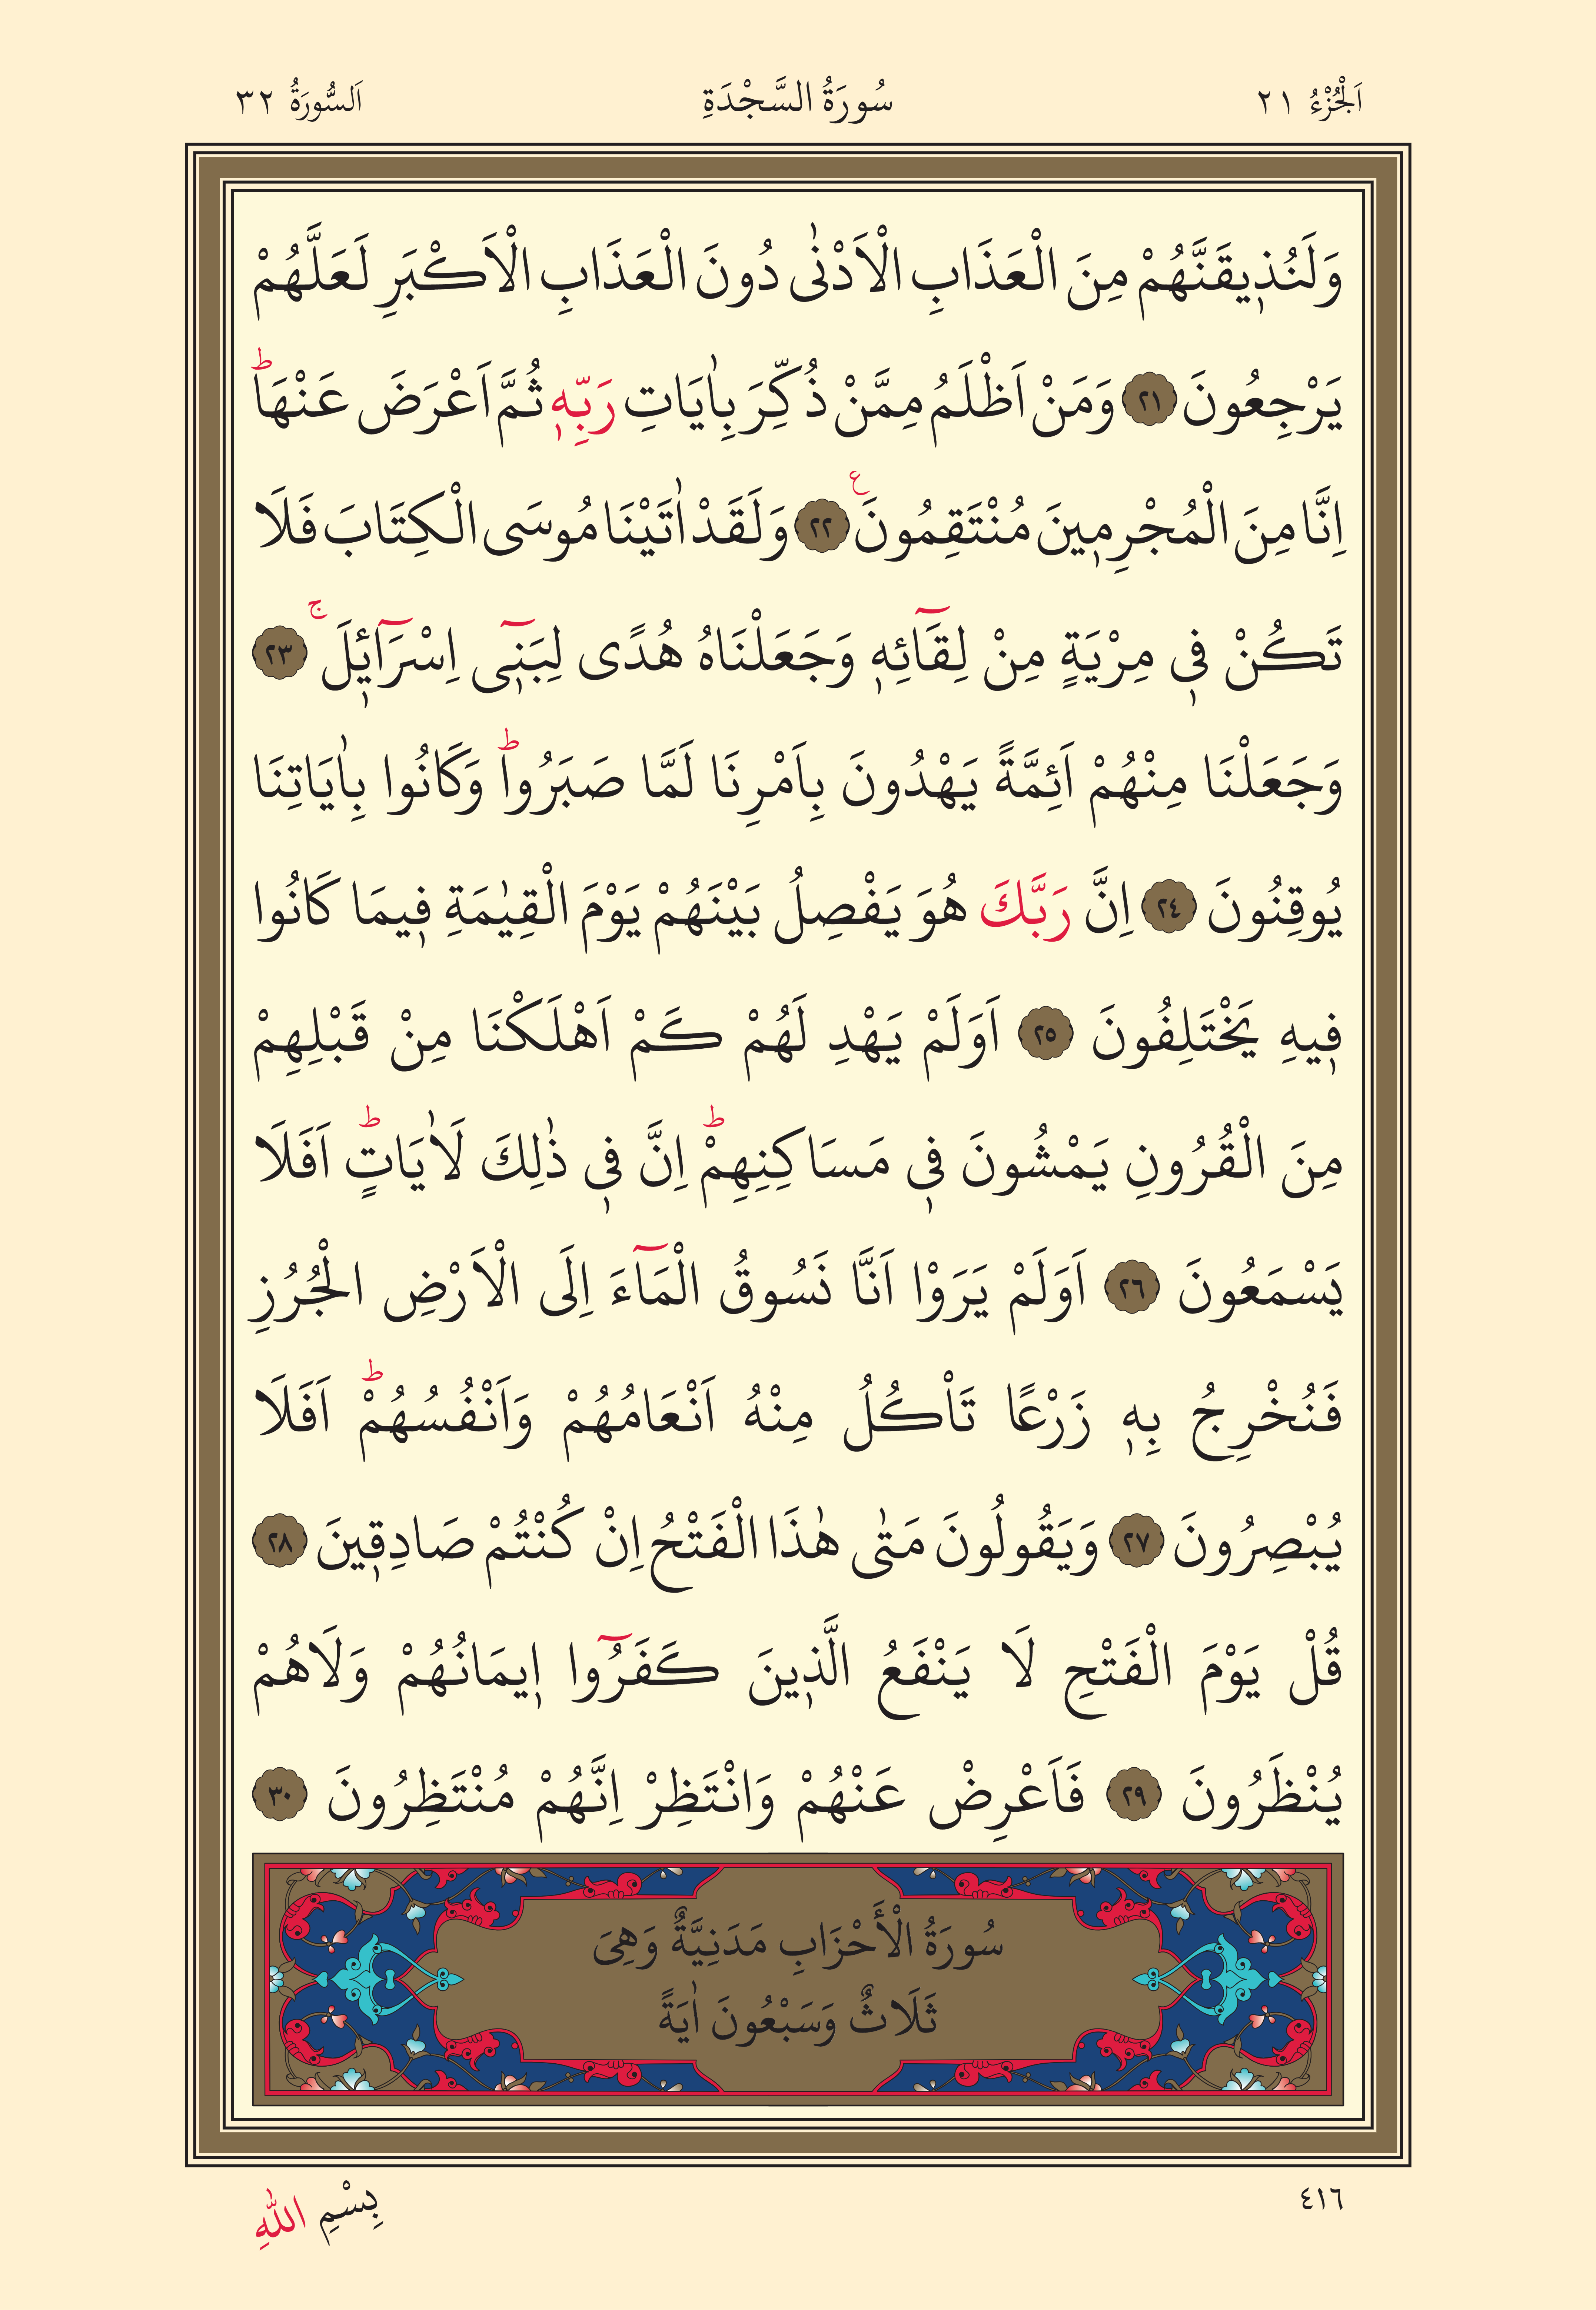 اَلْجُزْءُ ٢١ سُورَةُ السَّجْدَةِ اَلسُّورَةُ ٣٢
وَلَنُذ۪يقَنَّهُمْ مِنَ الْعَذَابِ الْاَدْنٰى دُونَ الْعَذَابِ الْاَكْبَرِ لَعَلَّهُمْ
يَرْجِعُونَ ﴿٢١﴾ وَمَنْ اَظْلَمُ مِمَّنْ ذُكِّرَ بِاٰيَاتِ رَبِّه۪ ثُمَّ اَعْرَضَ عَنْهَاۜ
اِنَّا مِنَ الْمُجْرِم۪ينَ مُنْتَقِمُونَ۟ ﴿٢٢﴾ وَلَقَدْ اٰتَيْنَا مُوسَى الْكِتَابَ فَلَا
تَكُنْ ف۪ي مِرْيَةٍ مِنْ لِقَٓائِه۪ وَجَعَلْنَاهُ هُدًى لِبَن۪ٓي اِسْرَٓائ۪لَۚ ﴿٢٣﴾
وَجَعَلْنَا مِنْهُمْ اَئِمَّةً يَهْدُونَ بِاَمْرِنَا لَمَّا صَبَرُواۜ وَكَانُوا بِاٰيَاتِنَا
يُوقِنُونَ ﴿٢٤﴾ اِنَّ رَبَّكَ هُوَ يَفْصِلُ بَيْنَهُمْ يَوْمَ الْقِيٰمَةِ ف۪يمَا كَانُوا
ف۪يهِ يَخْتَلِفُونَ ﴿٢٥﴾ اَوَلَمْ يَهْدِ لَهُمْ كَمْ اَهْلَكْنَا مِنْ قَبْلِهِمْ
مِنَ الْقُرُونِ يَمْشُونَ ف۪ي مَسَاكِنِهِمْۜ اِنَّ ف۪ي ذٰلِكَ لَاٰيَاتٍۜ اَفَلَا
يَسْمَعُونَ ﴿٢٦﴾ اَوَلَمْ يَرَوْا اَنَّا نَسُوقُ الْمَٓاءَ اِلَى الْاَرْضِ الْجُرُزِ
فَنُخْرِجُ بِه۪ زَرْعًا تَاْكُلُ مِنْهُ اَنْعَامُهُمْ وَاَنْفُسُهُمْۜ اَفَلَا
يُبْصِرُونَ ﴿٢٧﴾ وَيَقُولُونَ مَتٰى هٰذَا الْفَتْحُ اِنْ كُنْتُمْ صَادِق۪ينَ ﴿٢٨﴾
قُلْ يَوْمَ الْفَتْحِ لَا يَنْفَعُ الَّذ۪ينَ كَفَرُٓوا ا۪يمَانُهُمْ وَلَاهُمْ
يُنْظَرُونَ ﴿٢٩﴾ فَاَعْرِضْ عَنْهُمْ وَانْتَظِرْ اِنَّهُمْ مُنْتَظِرُونَ ﴿٣٠﴾
سُورَةُ الْأَحْزَابِ مَدَنِيَّةٌ وَهِىَ
ثَلَاثٌ وَسَبْعُونَ اٰيَةً
٤١٦ بِسْمِ اللّٰهِ